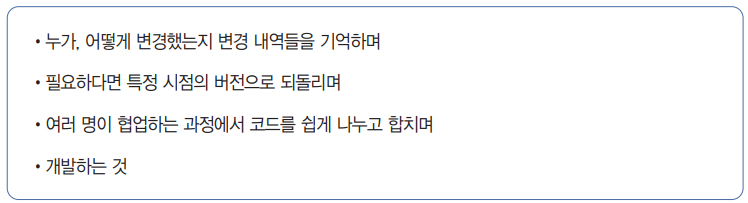 • 누가, 어떻게 변경했는지 변경 내역들을 기억하며
• 필요하다면 특정 시점의 버전으로 되돌리며
• 여러 명이 협업하는 과정에서 코드를 쉽게 나누고 합치며
• 개발하는 것